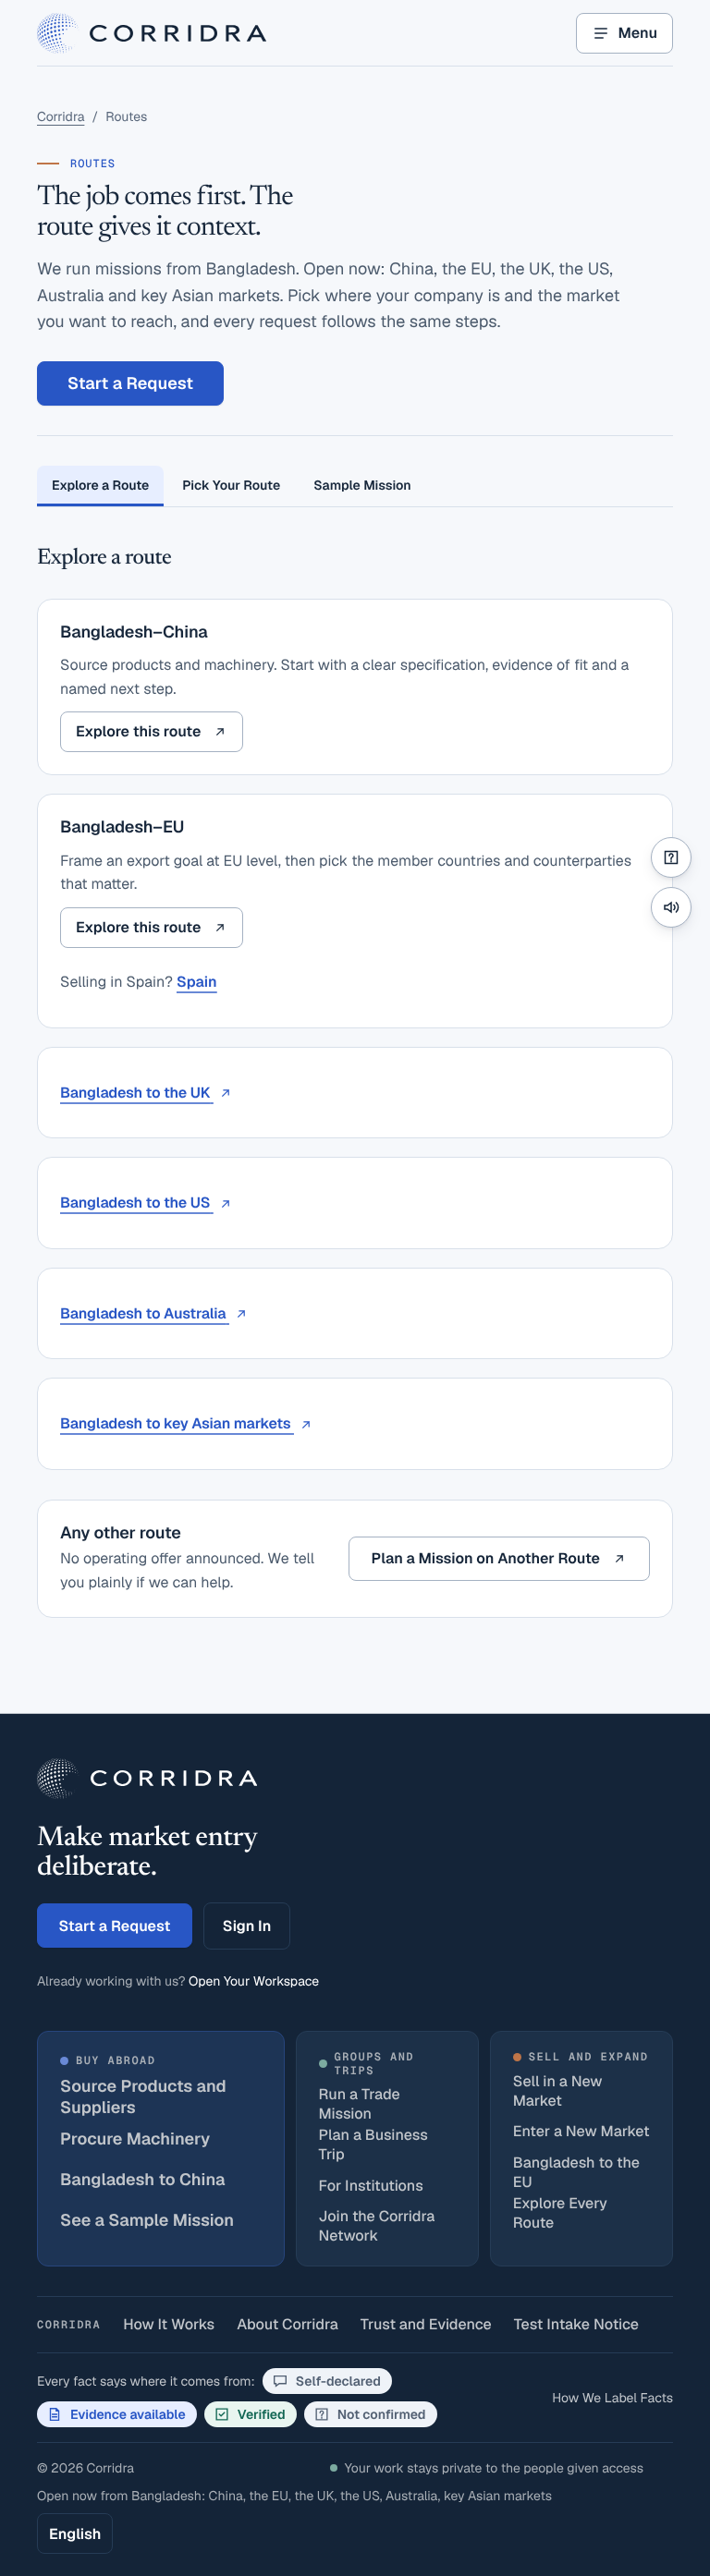 CORRIDRA
Menu
Corridra / Routes
ROUTES
The job comes first. The
route gives it context.
We run missions from Bangladesh. Open now: China, the EU, the UK, the US,
Australia and key Asian markets. Pick where your company is and the market
you want to reach, and every request follows the same steps.
Start a Request
Explore a Route
Pick Your Route
Sample Mission
Explore a route
Bangladesh–China
Source products and machinery. Start with a clear specification, evidence of fit and a
named next step.
Explore this route
Bangladesh–EU
Frame an export goal at EU level, then pick the member countries and counterparties
that matter.
Explore this route
Selling in Spain? Spain
Bangladesh to the UK
Bangladesh to the US
Bangladesh to Australia
Bangladesh to key Asian markets
Any other route
No operating offer announced. We tell
you plainly if we can help.
Plan a Mission on Another Route
CORRIDRA
Make market entry
deliberate.
Start a Request
Sign In
Already working with us? Open Your Workspace
BUY ABROAD
Source Products and
Suppliers
Procure Machinery
Bangladesh to China
See a Sample Mission
GROUPS AND
TRIPS
Run a Trade
Mission
Plan a Business
Trip
For Institutions
Join the Corridra
Network
SELL AND EXPAND
Sell in a New
Market
Enter a New Market
Bangladesh to the
EU
Explore Every
Route
CORRIDRA
How It Works
About Corridra
Trust and Evidence
Test Intake Notice
Every fact says where it comes from:
Self-declared
Evidence available
Verified
Not confirmed
How We Label Facts
© 2026 Corridra
Your work stays private to the people given access
Open now from Bangladesh: China, the EU, the UK, the US, Australia, key Asian markets
English